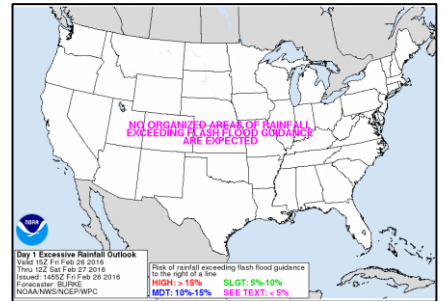 NO ORGANIZED AREAS OF RAINFALL
EXCEEDING FLASH FLOOD GUIDANCE
ARE EXPECTED
NOAA
Day 1 Excessive Rainfall Outlook
Valid 15Z Fri Feb 26 2016
Thru 12Z Sat Feb 27 2016
Issued: 1455Z Fri Feb 26 2016
Forecaster: BURKE
NOAA/NWS/NCEP/WPC
Risk of rainfall exceeding flash flood guidance
to the right of a line
HIGH: > 15% SLGT: 5%-10%
MDT: 10%-15% SEE TEXT: < 5%